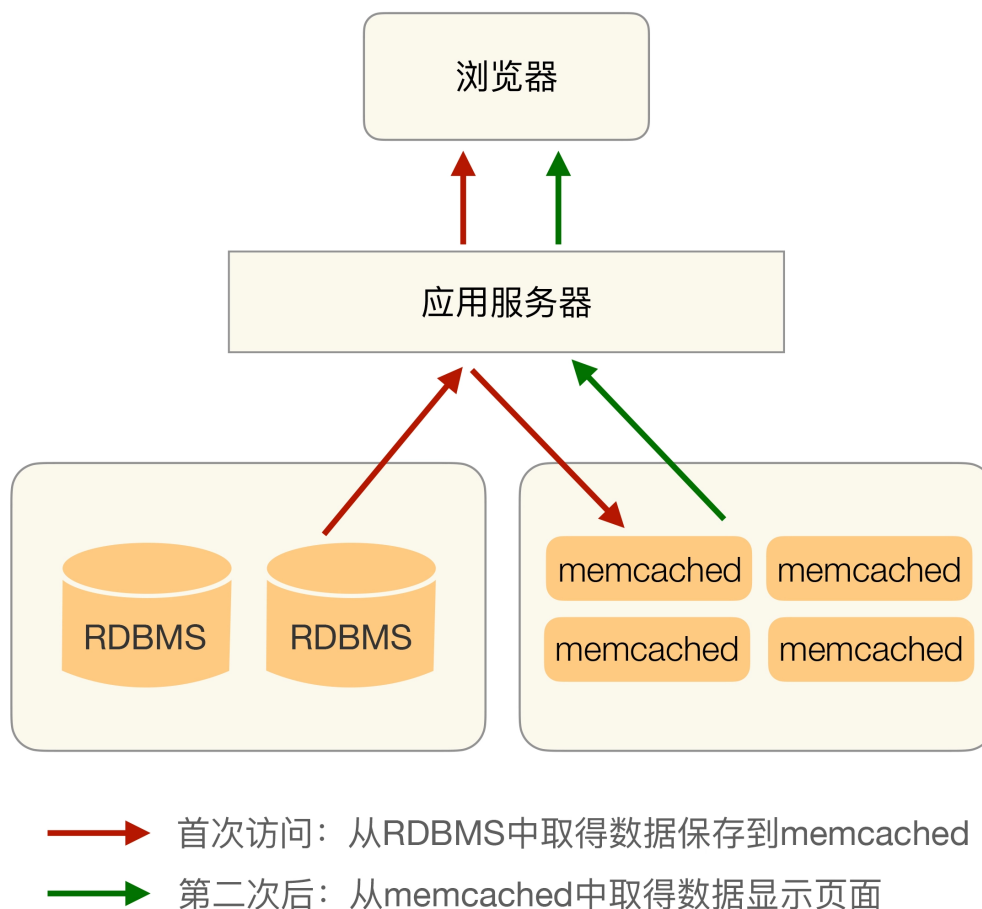 浏览器
应用服务器
RDBMS
RDBMS
memcached
memcached
memcached
memcached
首次访问：从RDBMS中取得数据保存到memcached
第二次后：从memcached中取得数据显示页面